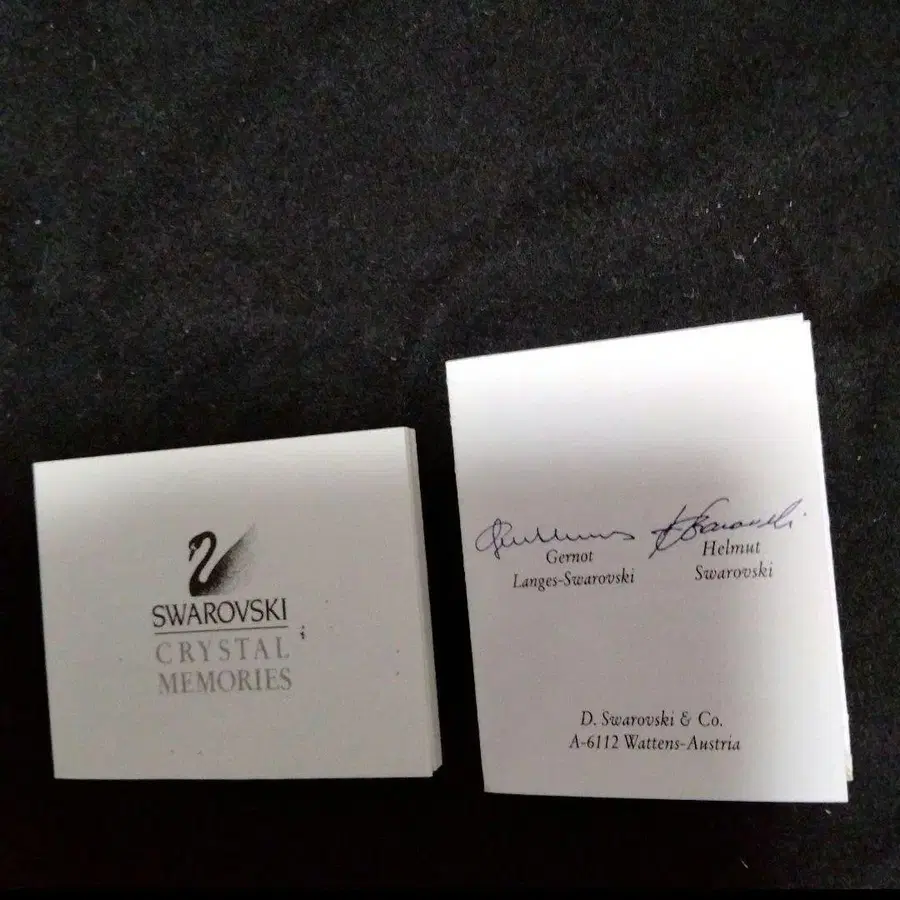 SWAROVSKI
CRYSTAL
MEMORIES
Gernot
Langes-Swarovski
Helmut
Swarovski
D. Swarovski & Co.
A-6112 Wattens-Austria